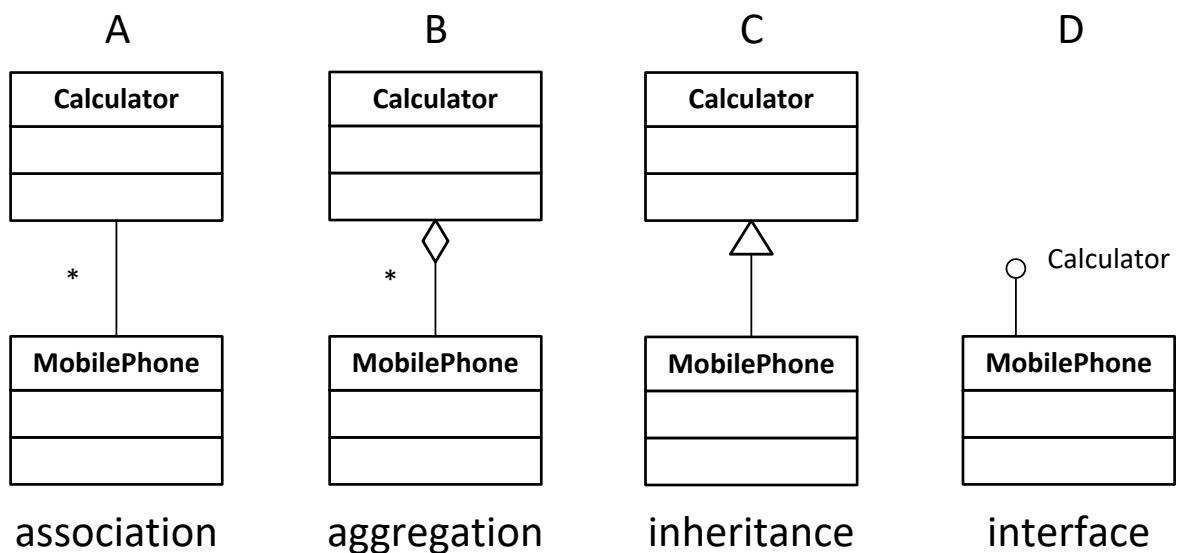 A B C D
Calculator Calculator Calculator
* * Calculator
MobilePhone MobilePhone MobilePhone MobilePhone
association aggregation inheritance interface